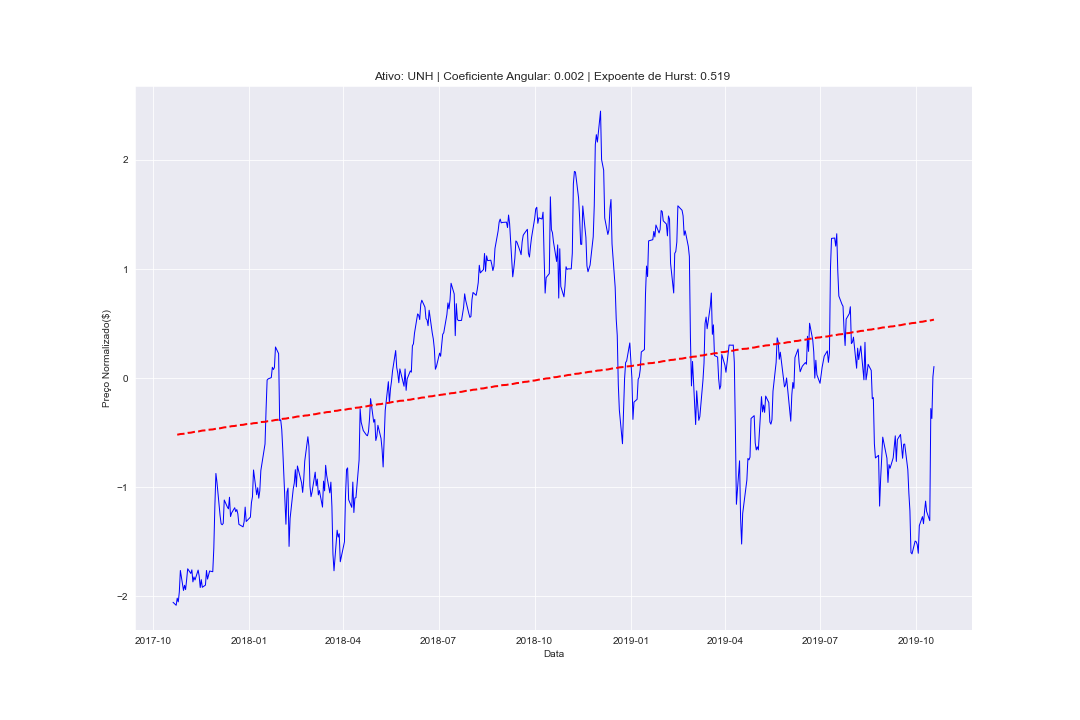 Ativo: UNH | Coeficiente Angular: 0.002 | Expoente de Hurst: 0.519
Preço Normalizado($)
2
1
0
−1
−2
2017-10 2018-01 2018-04 2018-07 2018-10 2019-01 2019-04 2019-07 2019-10
Data